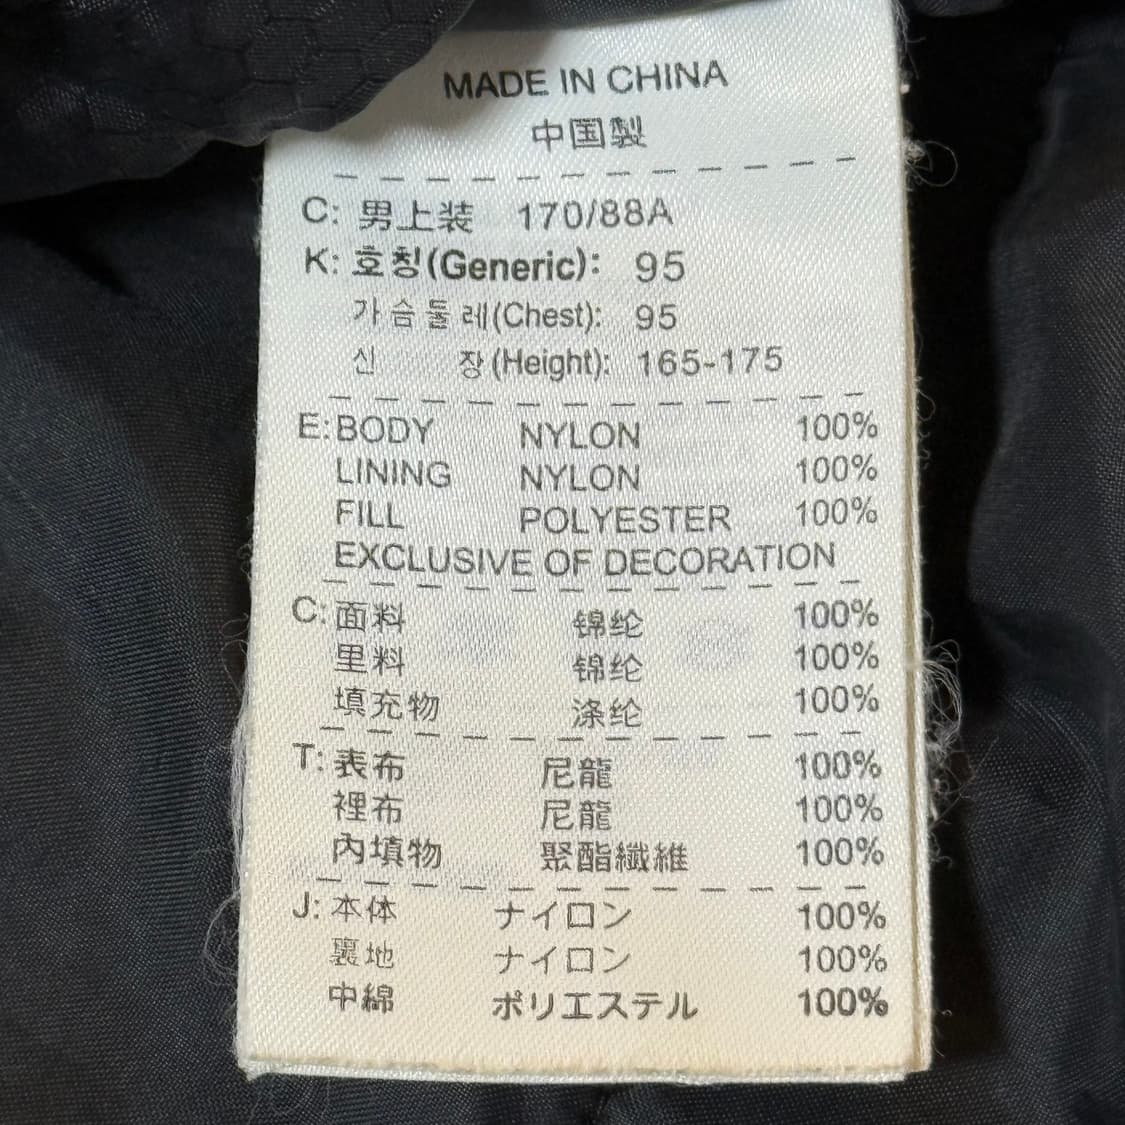 MADE IN CHINA
中国製
C: 男上装 170/88A
K: 호칭(Generic): 95
가슴둘레(Chest): 95
신 장(Height): 165-175
E: BODY NYLON 100%
LINING NYLON 100%
FILL POLYESTER 100%
EXCLUSIVE OF DECORATION
C: 面料 锦纶 100%
里料 锦纶 100%
填充物 涤纶 100%
T: 表布 尼龍 100%
裡布 尼龍 100%
內填物 聚酯纖維 100%
J: 本体 ナイロン 100%
裏地 ナイロン 100%
中綿 ポリエステル 100%